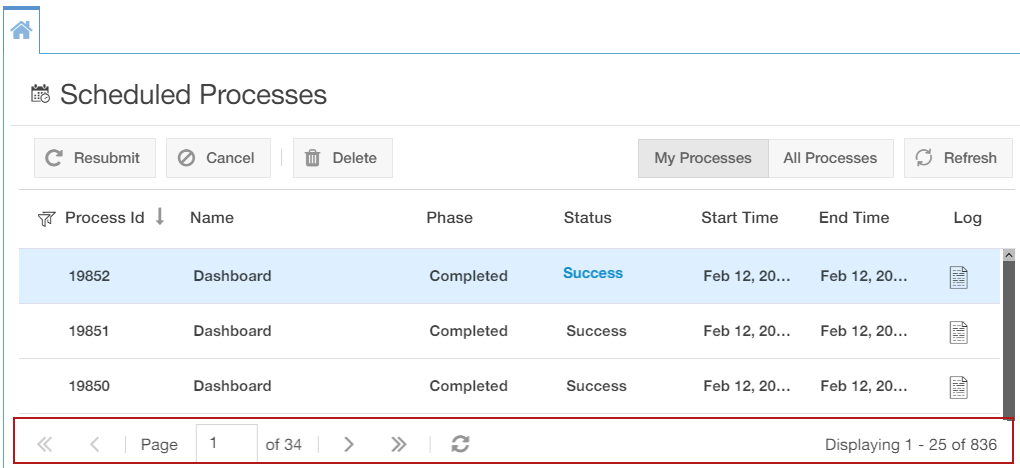 Scheduled Processes
Resubmit Cancel Delete My Processes All Processes Refresh
Process Id Name Phase Status Start Time End Time Log
19852 Dashboard Completed Success Feb 12, 20... Feb 12, 20...
19851 Dashboard Completed Success Feb 12, 20... Feb 12, 20...
19850 Dashboard Completed Success Feb 12, 20... Feb 12, 20...
Page 1 of 34 Displaying 1 - 25 of 836